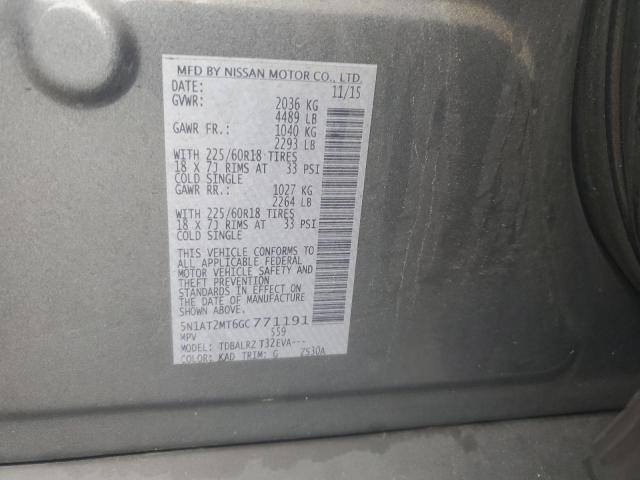 MFD BY NISSAN MOTOR CO., LTD.
DATE: 11/15
GVWR: 2036 KG
4489 LB
GAWR FR.: 1040 KG
2293 LB
WITH 225/60R18 TIRES
18 X 7J RIMS AT 33 PSI
COLD SINGLE
GAWR RR.: 1027 KG
2264 LB
WITH 225/60R18 TIRES
18 X 7J RIMS AT 33 PSI
COLD SINGLE
THIS VEHICLE CONFORMS TO
ALL APPLICABLE FEDERAL
MOTOR VEHICLE SAFETY AND
THEFT PREVENTION
STANDARDS IN EFFECT ON
THE DATE OF MANUFACTURE
SHOWN ABOVE.
5N1AT2MT6GC771191
MPV S59
MODEL: TDBALRZ T32EVA---
COLOR: KAD TRIM: G 7530A